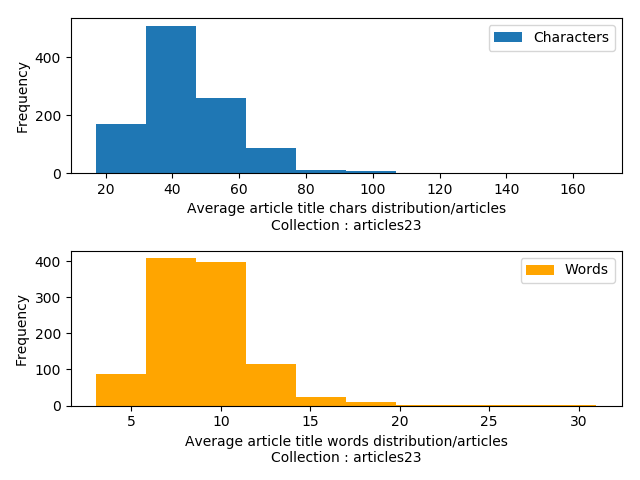 Characters
Frequency
400
200
0
20 40 60 80 100 120 140 160
Average article title chars distribution/articles
Collection : articles23
Words
Frequency
400
300
200
100
0
5 10 15 20 25 30
Average article title words distribution/articles
Collection : articles23